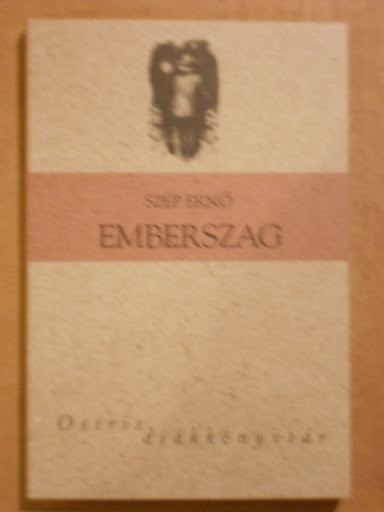 SZÉP ERNŐ
EMBERSZAG
Osiris
diákkönyvtár